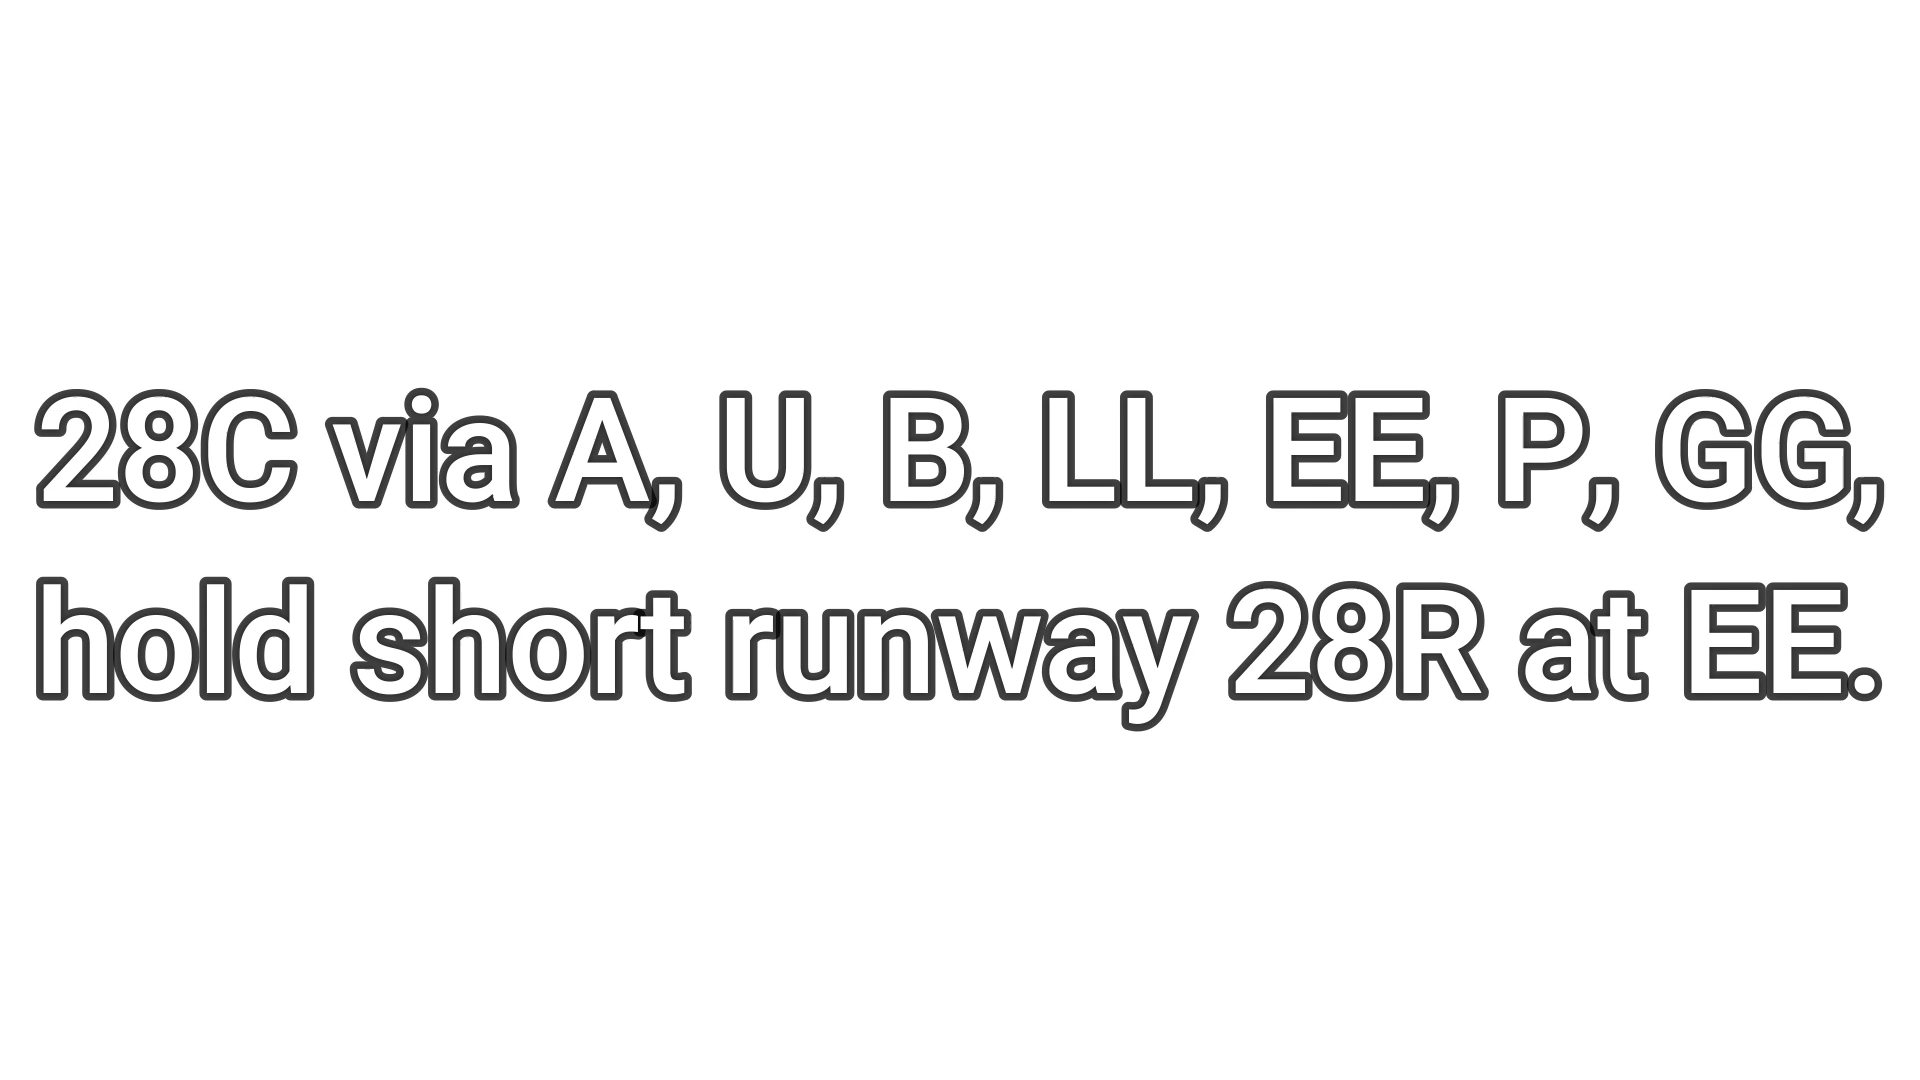 28C via A, U, B, LL, EE, P, GG,
hold short runway 28R at EE.